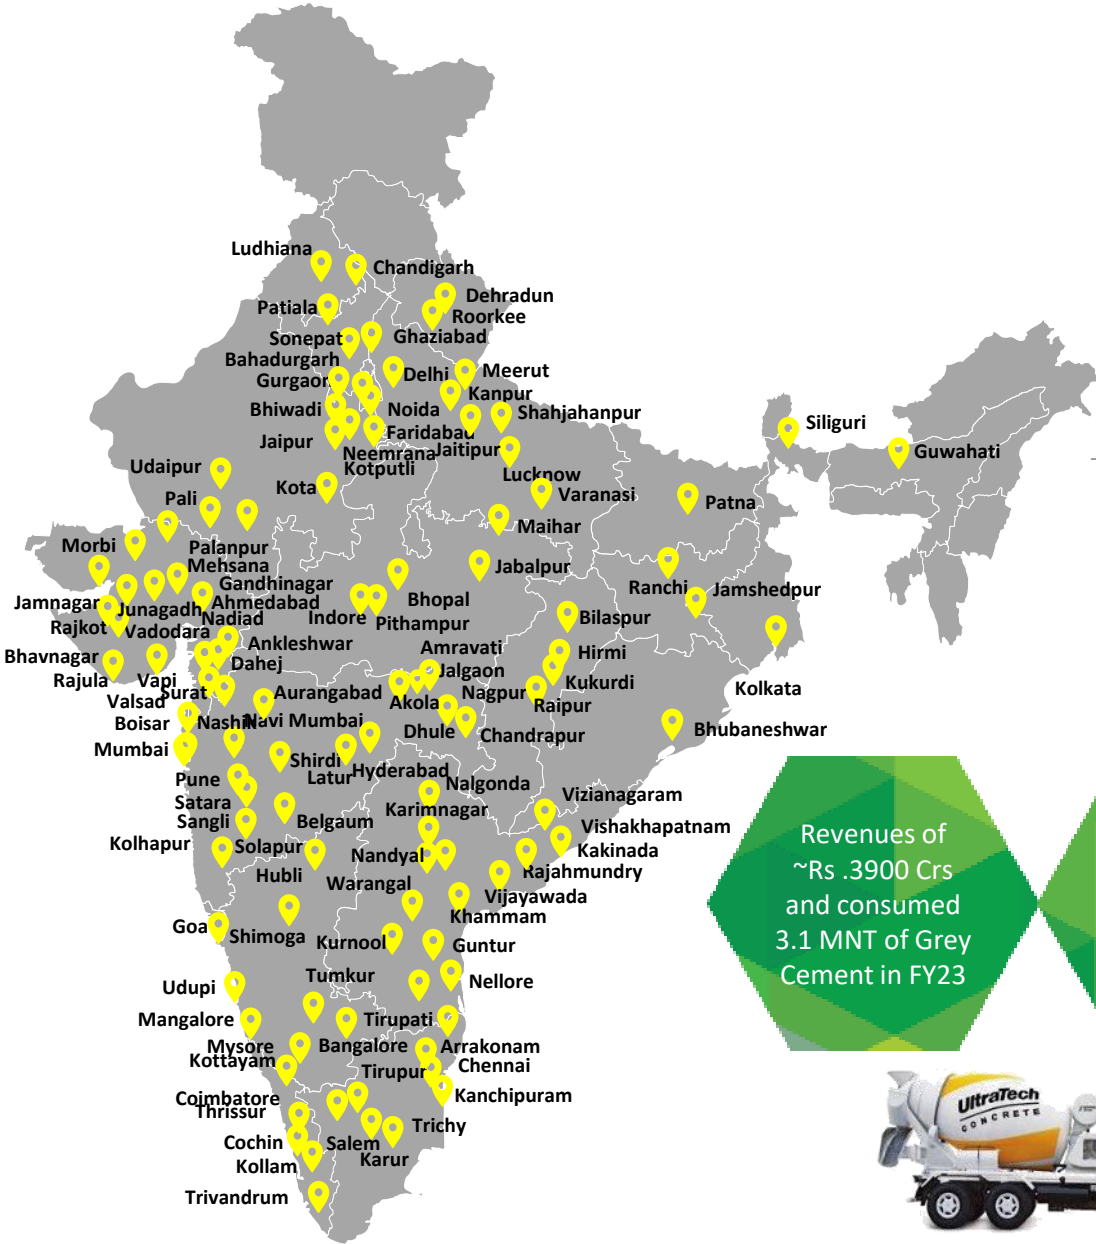 Ludhiana
Chandigarh
Dehradun
Patiala
Roorkee
Sonepat
Ghaziabad
Bahadurgarh
Delhi
Meerut
Gurgaon
Kanpur
Bhiwadi
Noida
Shahjahanpur
Siliguri
Jaipur
Faridabad
Neemrana
Jaitipur
Guwahati
Udaipur
Kotputli
Lucknow
Kota
Varanasi
Pali
Patna
Maihar
Morbi
Palanpur
Mehsana
Jabalpur
Gandhinagar
Ranchi
Jamshedpur
Jamnagar
Junagadh
Ahmedabad
Bhopal
Nadiad
Indore
Pithampur
Bilaspur
Rajkot
Vadodara
Ankleshwar
Amravati
Bhavnagar
Dahej
Hirmi
Rajula
Vapi
Jalgaon
Kukurdi
Surat
Aurangabad
Nagpur
Kolkata
Valsad
Akola
Raipur
Boisar
Nashik
Navi Mumbai
Dhule
Chandrapur
Bhubaneshwar
Mumbai
Shirdi
Hyderabad
Latur
Pune
Nalgonda
Satara
Karimnagar
Vizianagaram
Sangli
Belgaum
Vishakhapatnam
Kolhapur
Solapur
Nandyal
Kakinada
Hubli
Rajahmundry
Warangal
Vijayawada
Khammam
Goa
Shimoga
Kurnool
Guntur
Tumkur
Nellore
Udupi
Mangalore
Tirupati
Mysore
Bangalore
Arrakonam
Kottayam
Chennai
Tirupur
Coimbatore
Kanchipuram
Thrissur
Trichy
Cochin
Salem
Karur
Kollam
Trivandrum
Revenues of
~Rs .3900 Crs
and consumed
3.1 MNT of Grey
Cement in FY23
UltraTech
CONCRETE